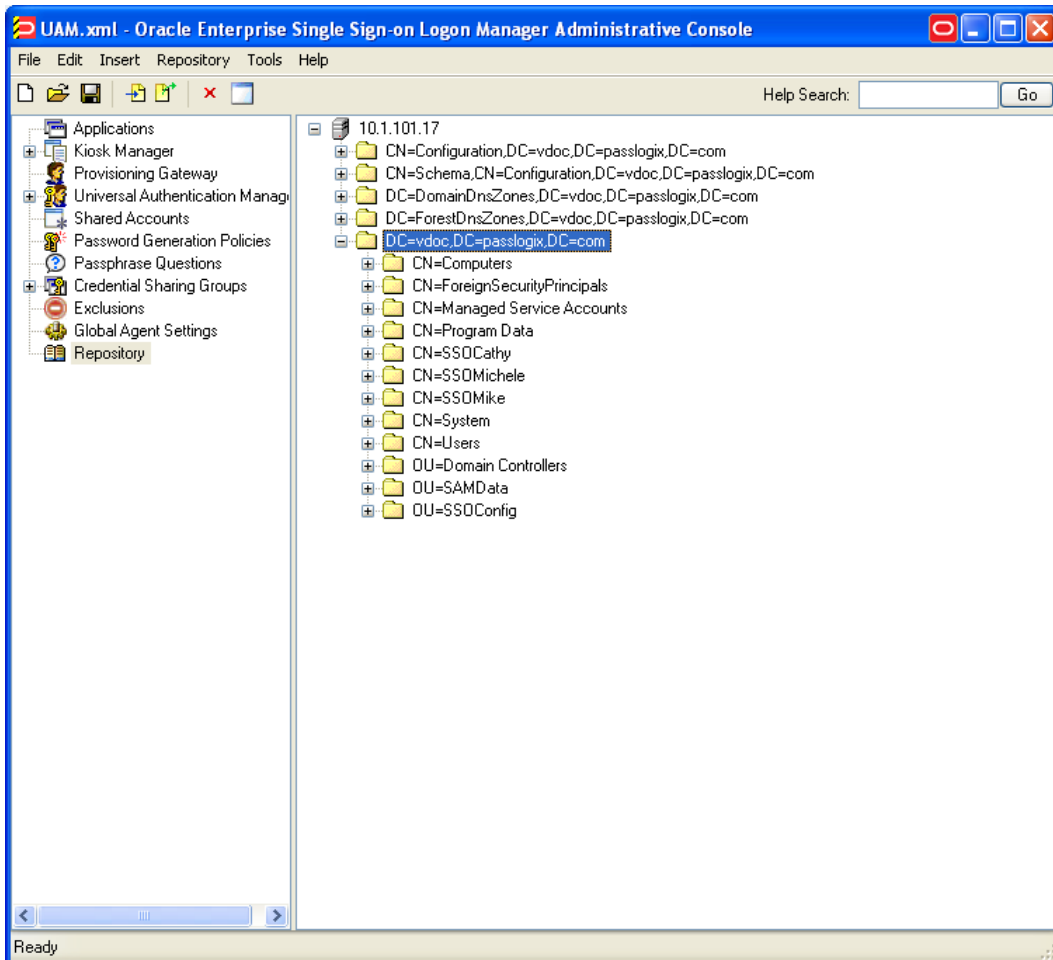 UAM.xml - Oracle Enterprise Single Sign-on Logon Manager Administrative Console
File Edit Insert Repository Tools Help
Help Search: Go
Applications
Kiosk Manager
Provisioning Gateway
Universal Authentication Manag
Shared Accounts
Password Generation Policies
Passphrase Questions
Credential Sharing Groups
Exclusions
Global Agent Settings
Repository
10.1.101.17
CN=Configuration,DC=vdoc,DC=passlogix,DC=com
CN=Schema,CN=Configuration,DC=vdoc,DC=passlogix,DC=com
DC=DomainDnsZones,DC=vdoc,DC=passlogix,DC=com
DC=ForestDnsZones,DC=vdoc,DC=passlogix,DC=com
DC=vdoc,DC=passlogix,DC=com
CN=Computers
CN=ForeignSecurityPrincipals
CN=Managed Service Accounts
CN=Program Data
CN=SSOCathy
CN=SSOMichele
CN=SSOMike
CN=System
CN=Users
OU=Domain Controllers
OU=SAMData
OU=SSOConfig
Ready